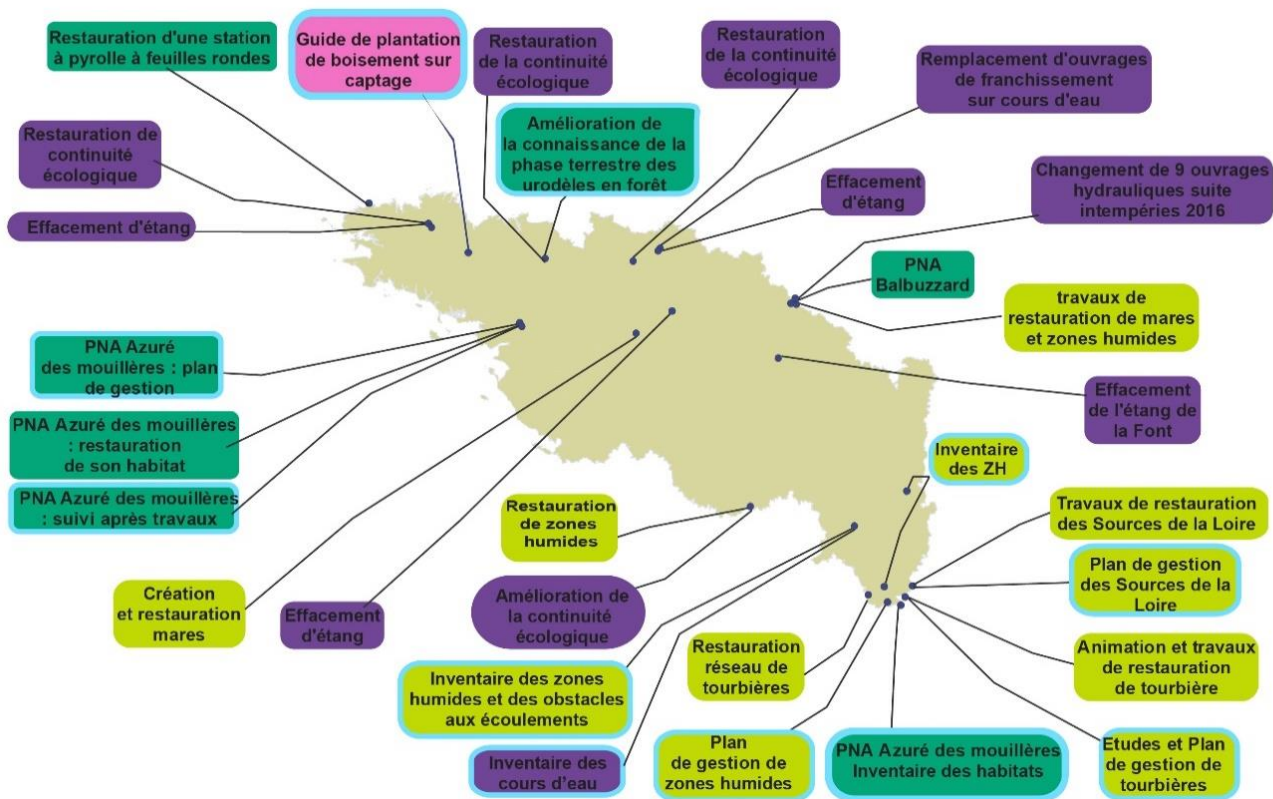 Restauration d'une station
à pyrolle à feuilles rondes
Guide de plantation
de boisement sur
captage
Restauration
de la continuité
écologique
Restauration
de la continuité
écologique
Remplacement d'ouvrages
de franchissement
sur cours d'eau
Restauration de
continuité
écologique
Amélioration de
la connaissance de la
phase terrestre des
urodèles en forêt
Effacement
d'étang
Changement de 9 ouvrages
hydrauliques suite
intempéries 2016
Effacement d'étang
PNA
Balbuzzard
travaux de
restauration de mares
et zones humides
PNA Azuré
des mouillères : plan
de gestion
Effacement
de l'étang de
la Font
PNA Azuré des mouillères
: restauration
de son habitat
Inventaire
des ZH
PNA Azuré des mouillères
: suivi après travaux
Restauration
de zones
humides
Travaux de restauration
des Sources de la Loire
Plan de gestion
des Sources de la
Loire
Création
et restauration
mares
Effacement
d'étang
Amélioration de
la continuité
écologique
Restauration
réseau de
tourbières
Animation et travaux
de restauration
de tourbière
Inventaire des zones
humides et des obstacles
aux écoulements
Inventaire des
cours d'eau
Plan
de gestion de
zones humides
PNA Azuré des mouillères
Inventaire des habitats
Etudes et Plan
de gestion de
tourbières